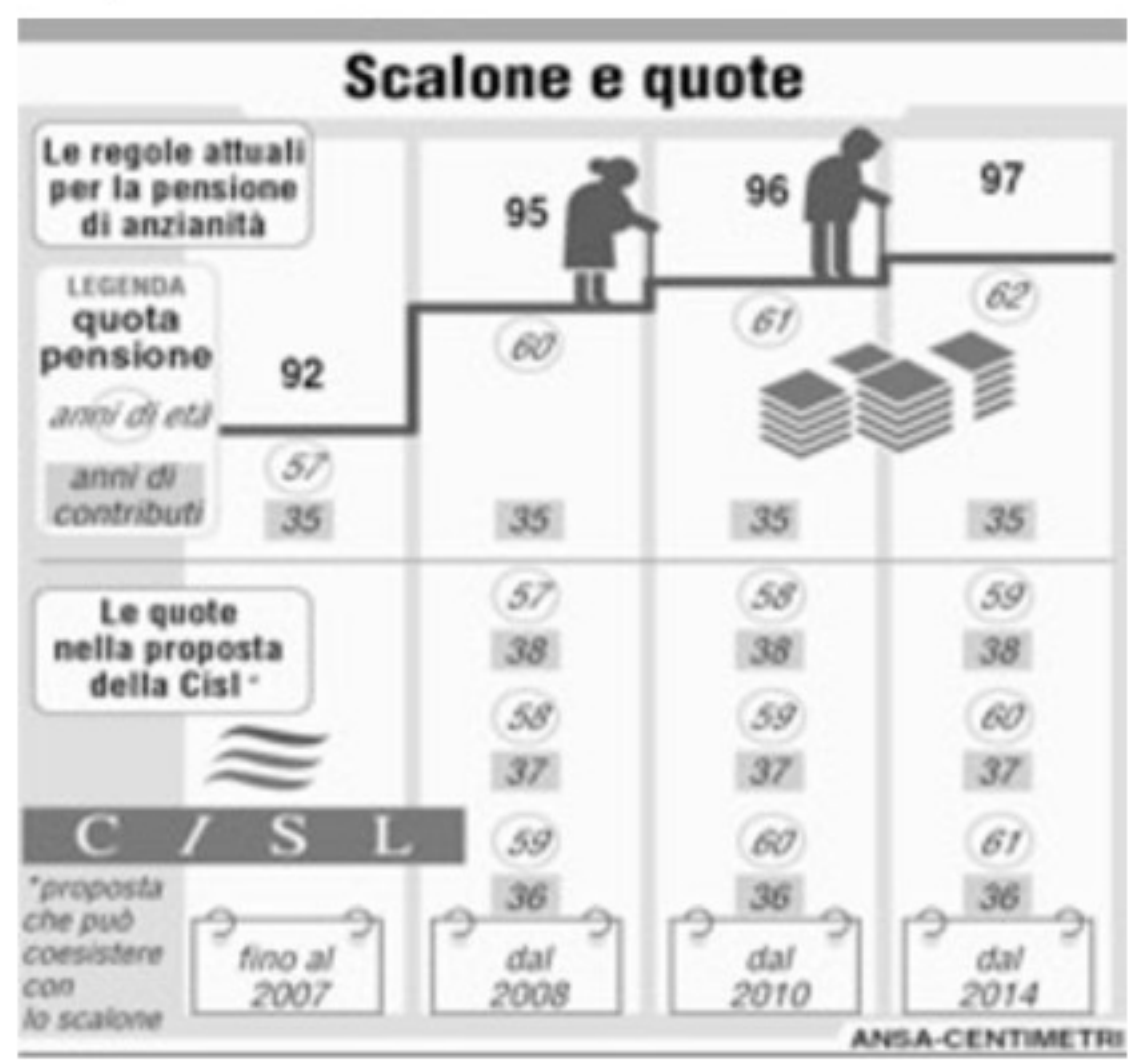 Scalone e quote
Le regole attuali
per la pensione
di anzianità
LEGENDA
quota
pensione
anni di età
anni di
contributi
92
57
35
95
60
35
96
61
35
97
62
35
Le quote
nella proposta
della Cisl *
CISL
*proposta
che può
coesistere
con
lo scalone
57
38
58
37
59
36
58
38
59
37
60
36
59
38
60
37
61
36
fino al
2007
dal
2008
dal
2010
dal
2014
ANSA-CENTIMETRI